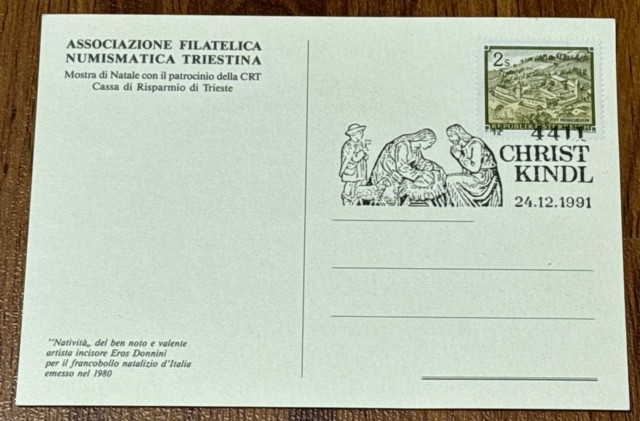 ASSOCIAZIONE FILATELICA
NUMISMATICA TRIESTINA
Mostra di Natale con il patrocinio della CRT
Cassa di Risparmio di Trieste
2 S
REPUBLIK
4411
CHRIST
KINDL
24.12.1991
"Natività„ del ben noto e valente
artista incisore Eros Donnini
per il francobollo natalizio d'Italia
emesso nel 1980